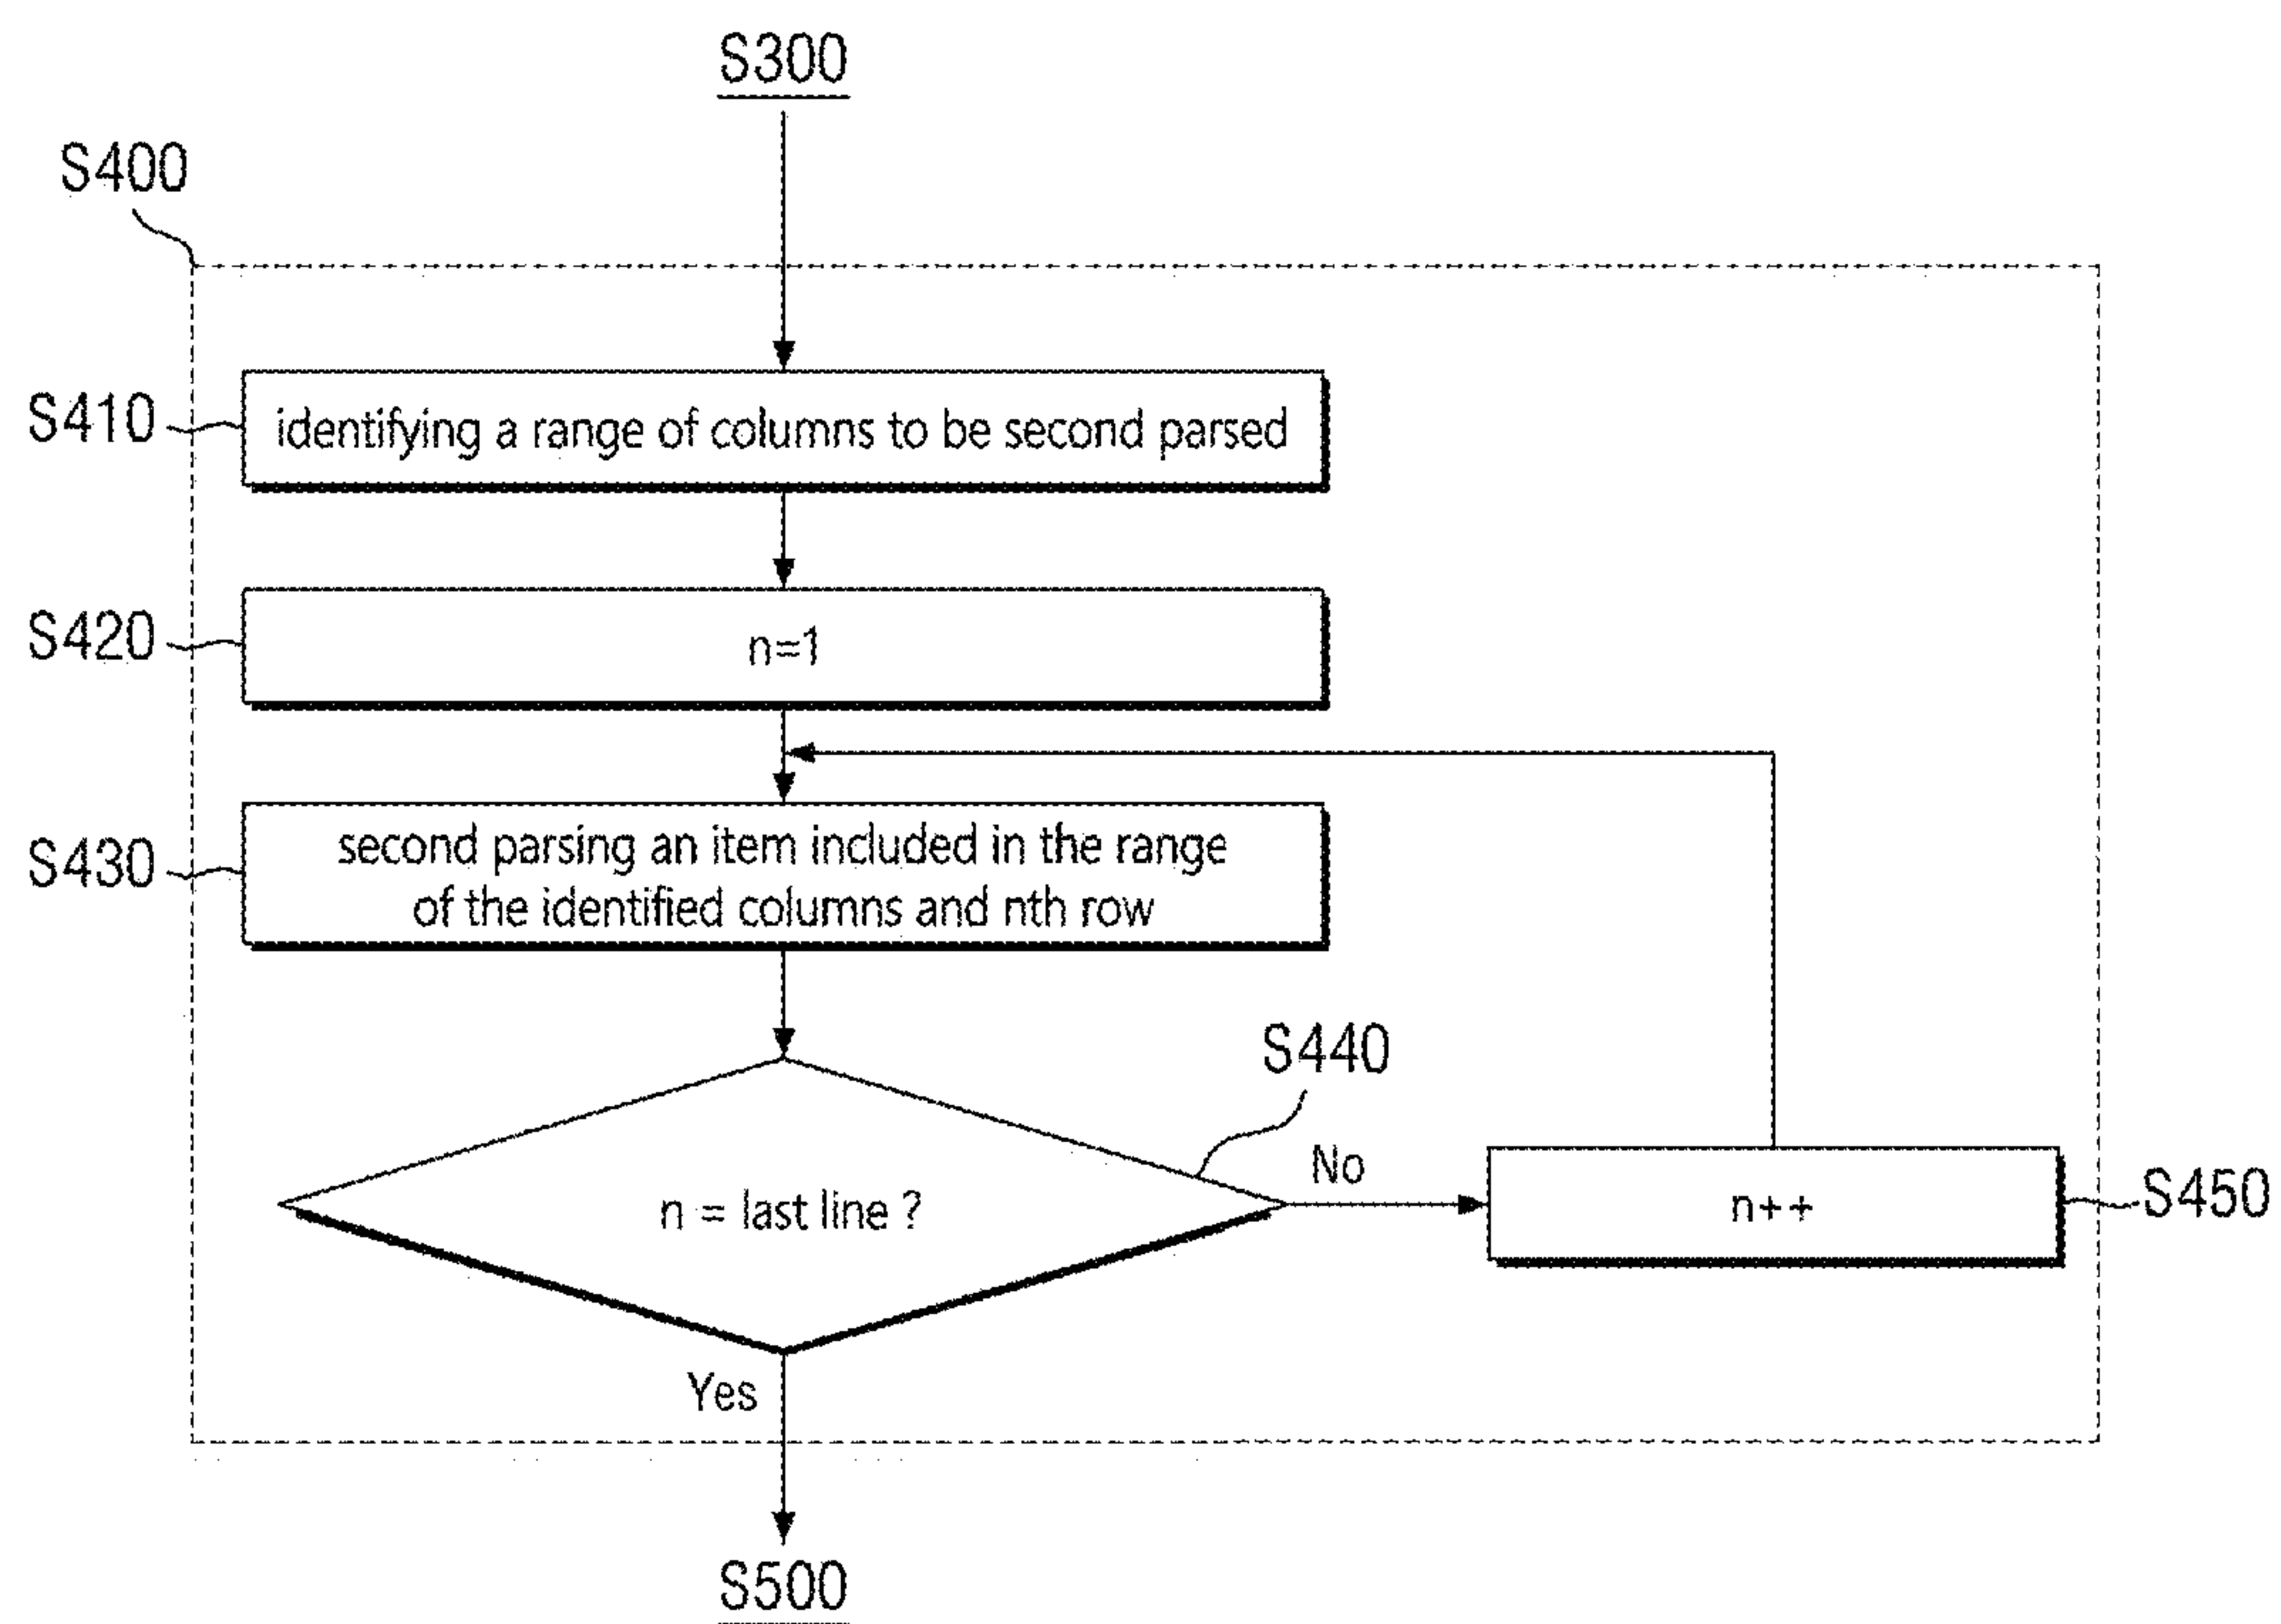 S300
S400
S410
identifying a range of columns to be second parsed
S420
n=1
S430
second parsing an item included in the range
of the identified columns and nth row
S440
n = last line ?
No
n++
S450
Yes
S500